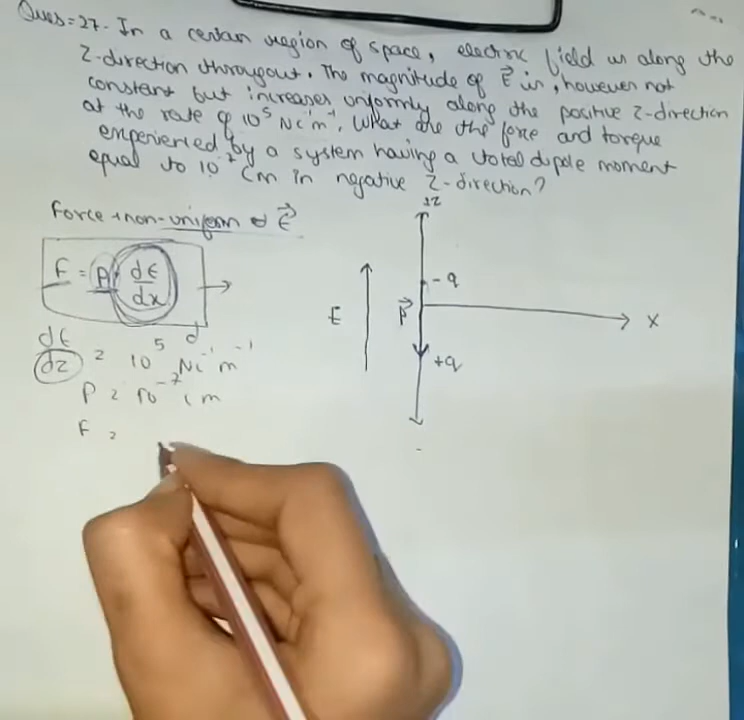 Ques=27. In a certain region of space, electric field is along the
Z-direction througout. The magnitude of E is, however not
constant but increases uniformly along the positive Z-direction
at the rate of 10⁵ NC⁻¹m⁻¹. What are the force and torque
experienced by a system having a total dipole moment
equal to 10⁻⁷ Cm in negative Z-direction?
Force → non-uniform E
F = P dE/dx
dE/dz = 10⁵ NC⁻¹m⁻¹
P = 10⁻⁷ Cm
F =
-q
E
P
X
+q